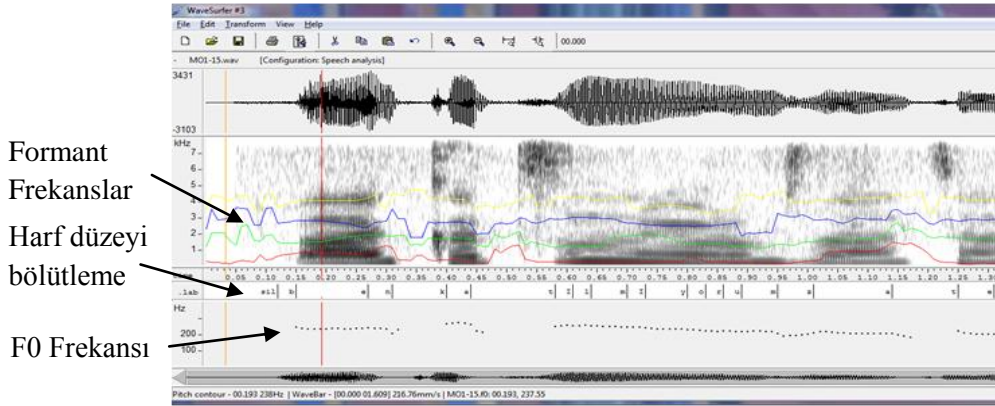 WaveSurfer #3
File Edit Transform View Help
00.000
- MO1-15.wav [Configuration: Speech analysis]
3431
-3103
kHz
7
6
5
4
3
2
1
Formant
Frekanslar
Harf düzeyi
bölütleme
F0 Frekansı
0.05 0.10 0.15 0.20 0.25 0.30 0.35 0.40 0.45 0.50 0.55 0.60 0.65 0.70 0.75 0.80 0.85 0.90 0.95 1.00 1.05 1.10 1.15 1.20 1.25 1.30
.lab sil b e n k a t ı l m ı y o r u m s a t e
Hz
200
100
Pitch contour - 00.193 238Hz | WaveBar - [00.000 01.609] 216.76mm/s | MO1-15.f0: 00.193, 237.55